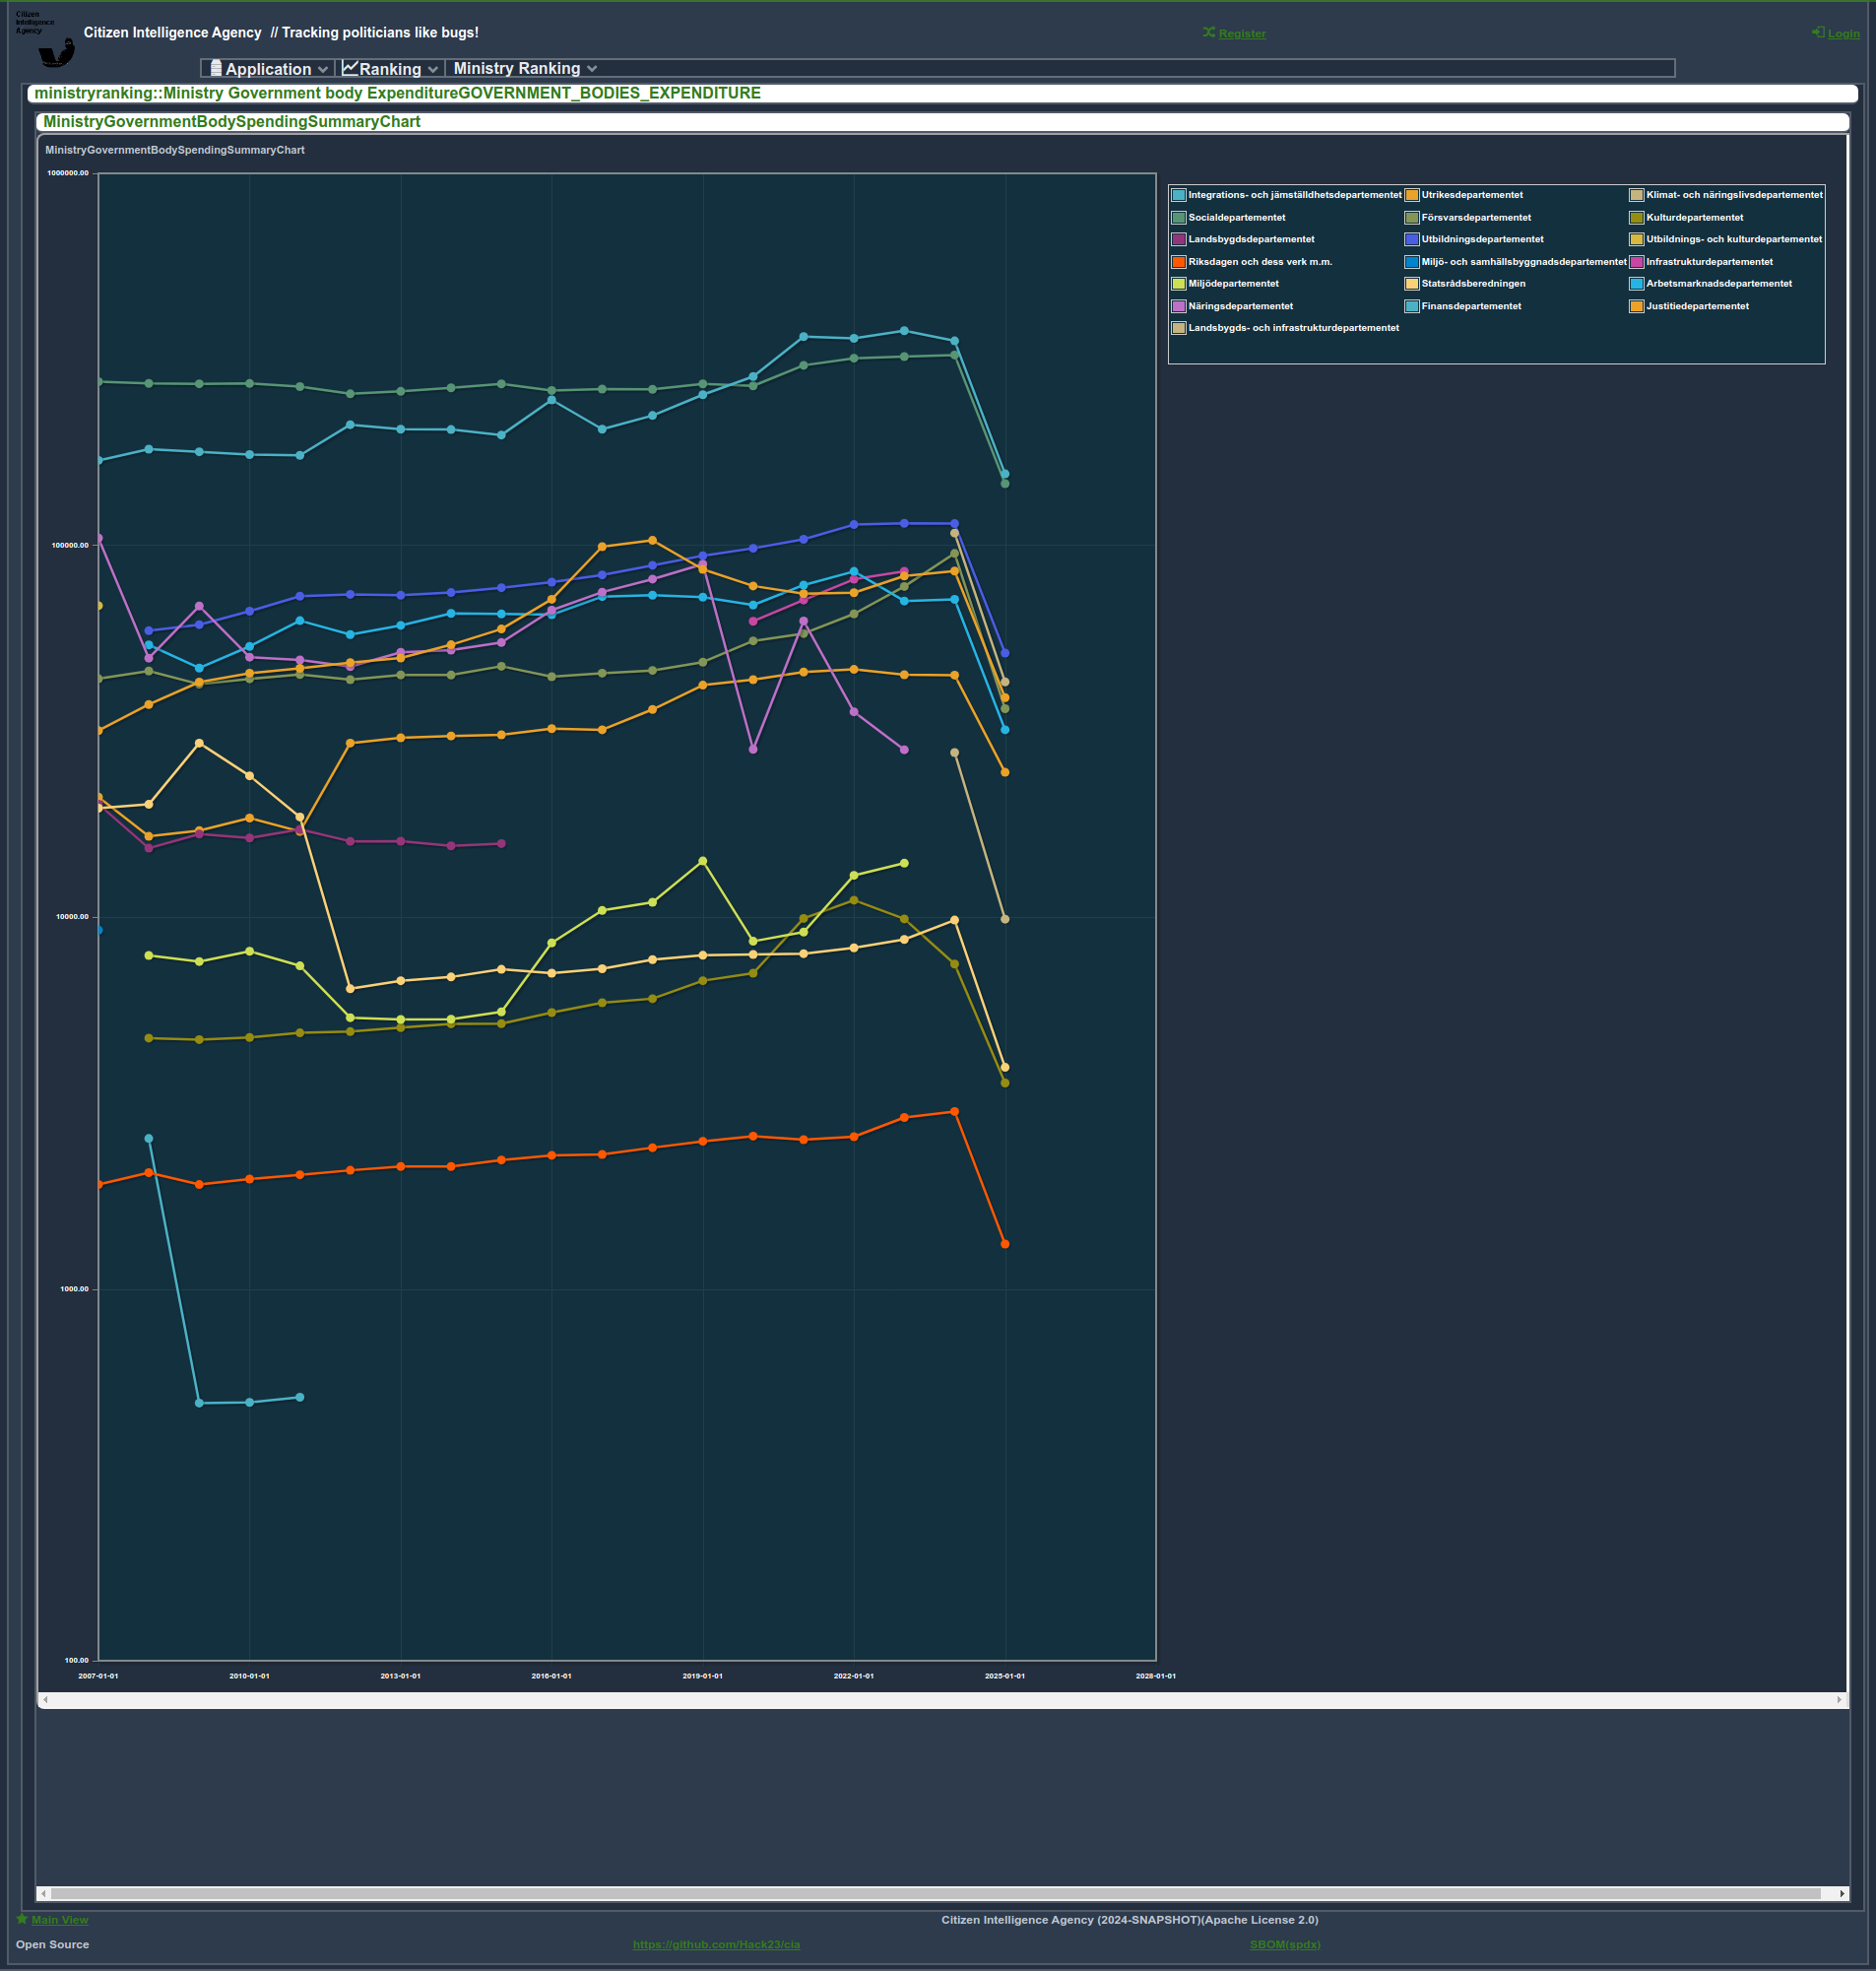 Citizen
Intelligence
Agency
Citizen Intelligence Agency // Tracking politicians like bugs!
Register
Login
Application
Ranking
Ministry Ranking
ministryranking::Ministry Government body ExpenditureGOVERNMENT_BODIES_EXPENDITURE
MinistryGovernmentBodySpendingSummaryChart
MinistryGovernmentBodySpendingSummaryChart
1000000.00
100000.00
10000.00
1000.00
100.00
2007-01-01 2010-01-01 2013-01-01 2016-01-01 2019-01-01 2022-01-01 2025-01-01 2028-01-01
Integrations- och jämställdhetsdepartementet Utrikesdepartementet Klimat- och näringslivsdepartementet
Socialdepartementet Försvarsdepartementet Kulturdepartementet
Landsbygdsdepartementet Utbildningsdepartementet Utbildnings- och kulturdepartementet
Riksdagen och dess verk m.m. Miljö- och samhällsbyggnadsdepartementet Infrastrukturdepartementet
Miljödepartementet Statsrådsberedningen Arbetsmarknadsdepartementet
Näringsdepartementet Finansdepartementet Justitiedepartementet
Landsbygds- och infrastrukturdepartementet
Main View
Citizen Intelligence Agency (2024-SNAPSHOT)(Apache License 2.0)
Open Source
https://github.com/Hack23/cia
SBOM(spdx)